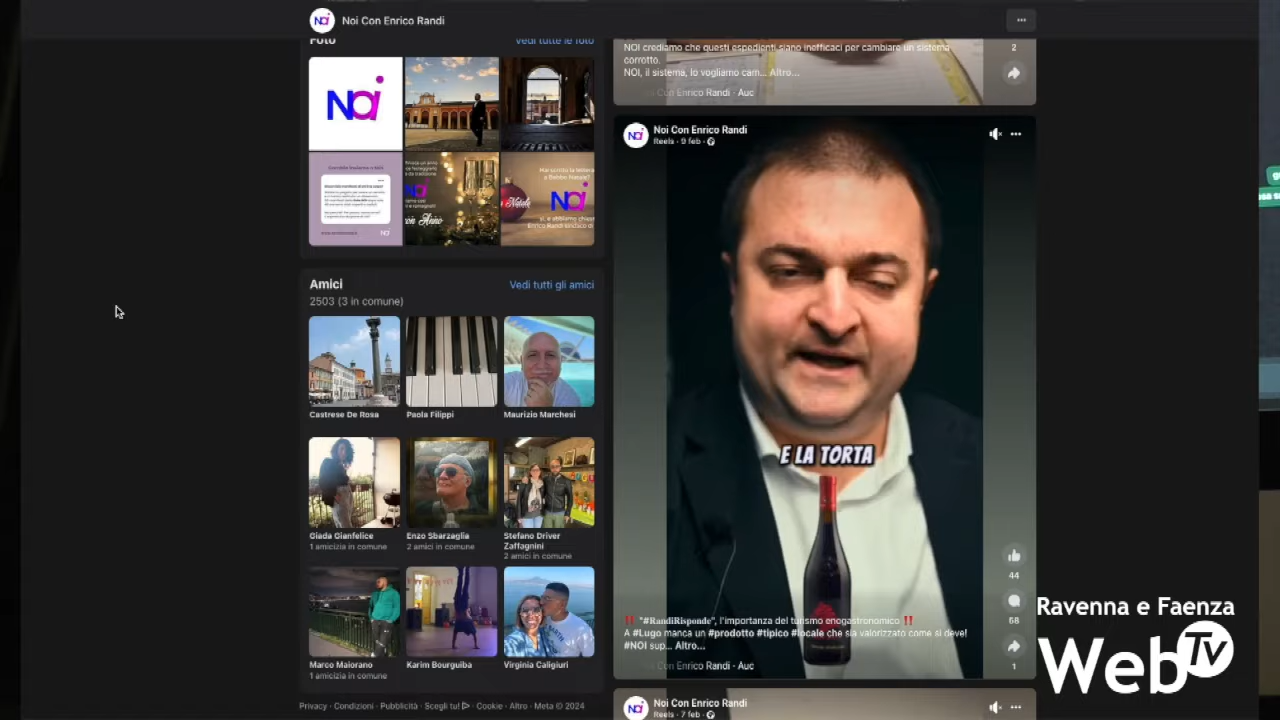 NOi
Noi Con Enrico Randi
Foto
Vedi tutte le foto
NOi
NOi
con Anno
Natale
NOi
Amici
Vedi tutti gli amici
2503 (3 in comune)
Castrese De Rosa
Paola Filippi
Maurizio Marchesi
Giada Gianfelice
1 amicizia in comune
Enzo Sbarzaglia
2 amici in comune
Stefano Driver
Zaffagnini
2 amici in comune
Marco Maiorano
1 amicizia in comune
Karim Bourguiba
Virginia Caligiuri
Privacy · Condizioni · Pubblicità · Scegli tu! · Cookie · Altro · Meta © 2024
NOI crediamo che questi espedienti siano inefficaci per cambiare un sistema
corrotto.
NOI, il sistema, lo vogliamo cam... Altro...
2
Con Enrico Randi · Auc
NOi
Noi Con Enrico Randi
Reels · 9 feb ·
E LA TORTA
44
68
1
‼️ "#RandiRisponde", l'importanza del turismo enogastronomico ‼️
A #Lugo manca un #prodotto #tipico #locale che sia valorizzato come si deve!
#NOI sup... Altro...
Con Enrico Randi · Auc
NOi
Noi Con Enrico Randi
Reels · 7 feb ·
Ravenna e Faenza
Web TV